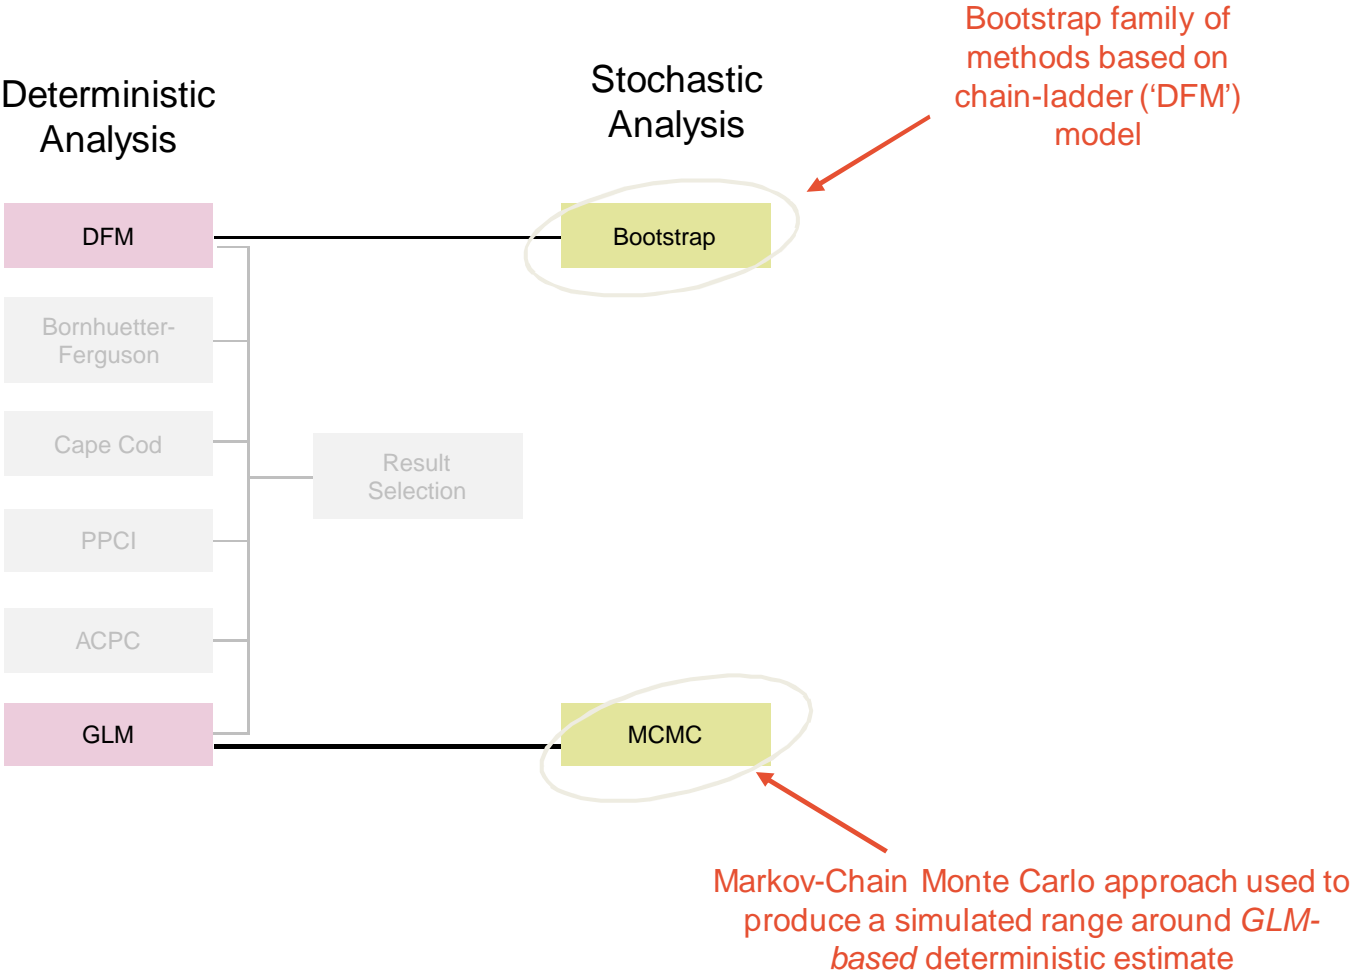 Bootstrap family of
methods based on
chain-ladder (‘DFM’)
model
Deterministic
Analysis
Stochastic
Analysis
DFM
Bootstrap
Bornhuetter-
Ferguson
Cape Cod
Result
Selection
PPCI
ACPC
GLM
MCMC
Markov-Chain Monte Carlo approach used to
produce a simulated range around GLM-
based deterministic estimate